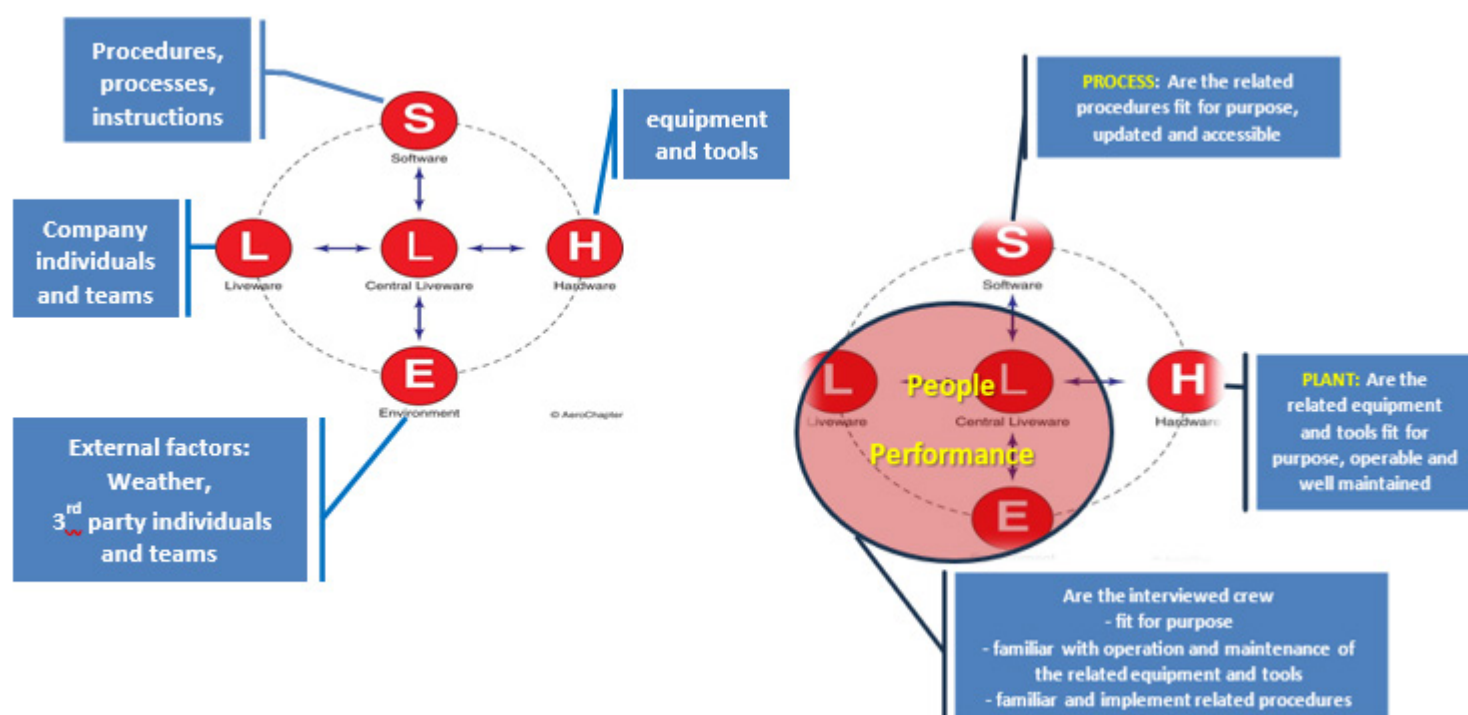 Procedures,
processes,
instructions
S
Software
equipment
and tools
Company
individuals
and teams
L
Liveware
L
Central Liveware
H
Hardware
E
Environment
© AeroChapter
External factors:
Weather,
3rd party individuals
and teams
PROCESS: Are the related
procedures fit for purpose,
updated and accessible
S
Software
L
Liveware
People
L
Central Liveware
H
Hardware
Performance
E
PLANT: Are the
related equipment
and tools fit for
purpose, operable and
well maintained
Are the interviewed crew
- fit for purpose
- familiar with operation and maintenance of
the related equipment and tools
- familiar and implement related procedures